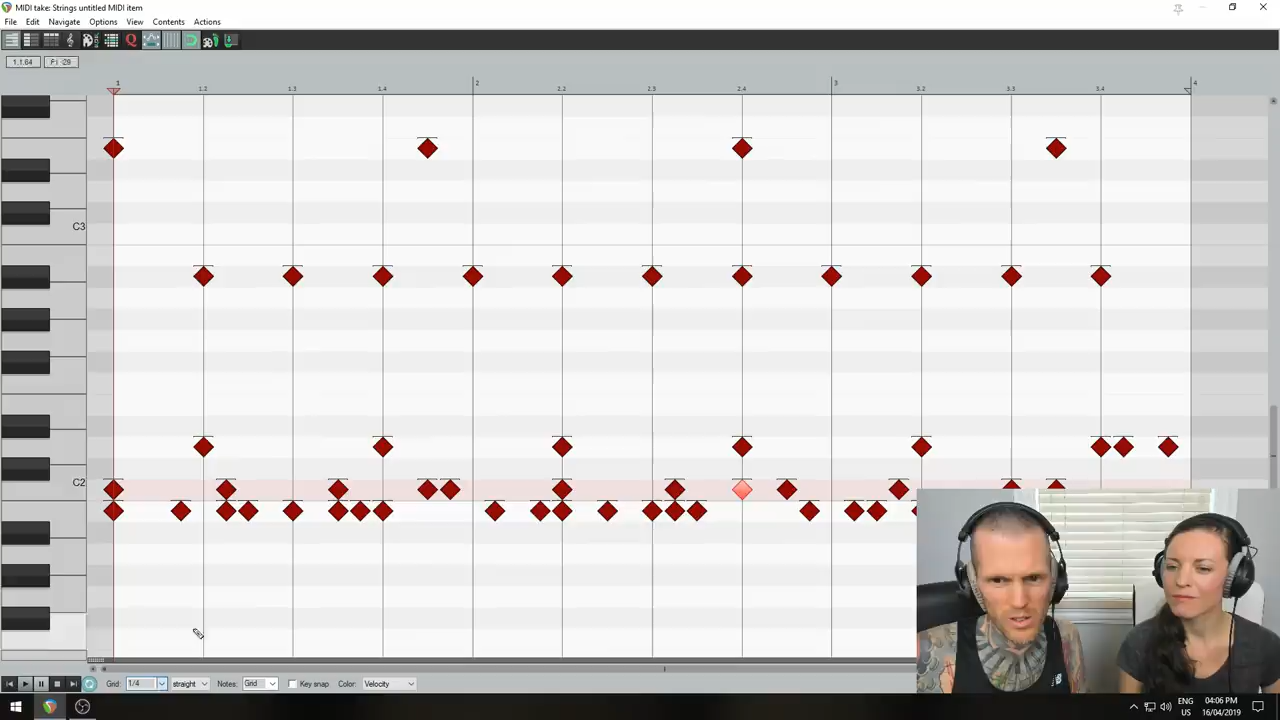 MIDI take: Strings untitled MIDI item
File Edit Navigate Options View Contents Actions
Q
1.1.64
1 1.2 1.3 1.4 2 2.2 2.3 2.4 3 3.2 3.3 3.4 4
C3
C2
Grid: 1/4 straight Notes: Grid Key snap Color: Velocity
ENG 04:06 PM
US 16/04/2019